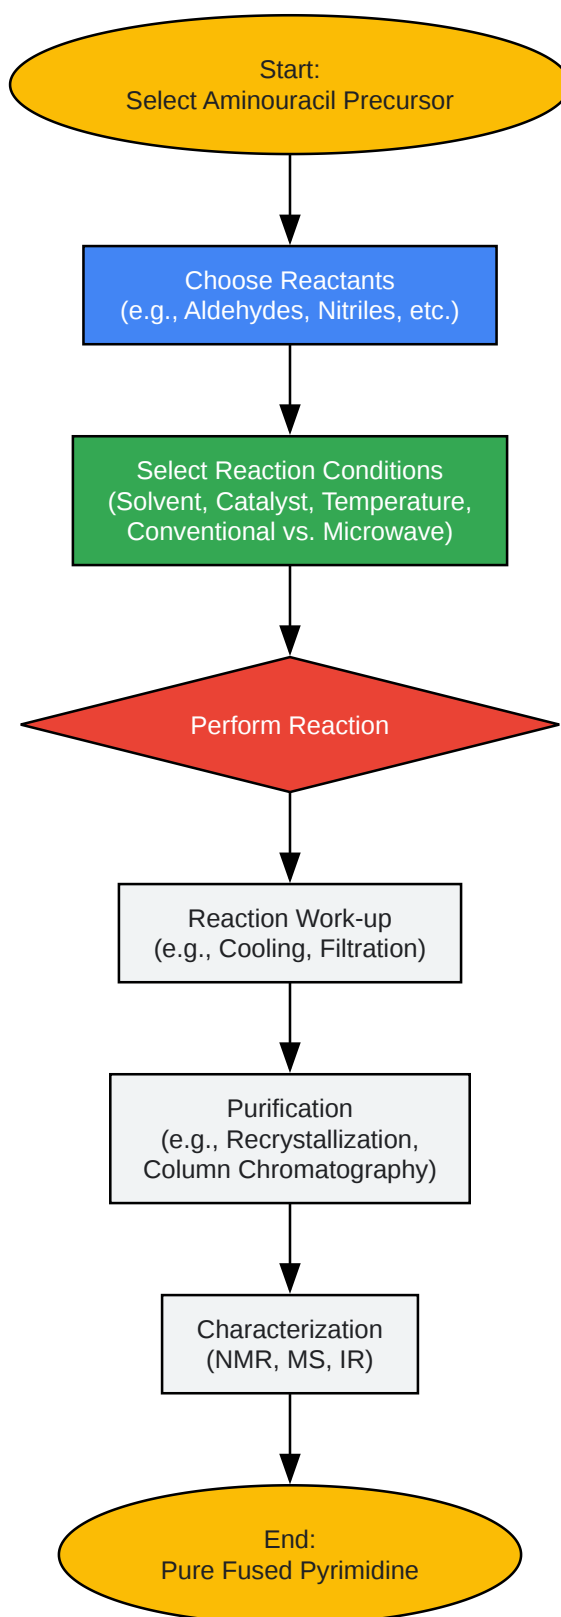 Start:
Select Aminouracil Precursor
Choose Reactants
(e.g., Aldehydes, Nitriles, etc.)
Select Reaction Conditions
(Solvent, Catalyst, Temperature,
Conventional vs. Microwave)
Perform Reaction
Reaction Work-up
(e.g., Cooling, Filtration)
Purification
(e.g., Recrystallization,
Column Chromatography)
Characterization
(NMR, MS, IR)
End:
Pure Fused Pyrimidine